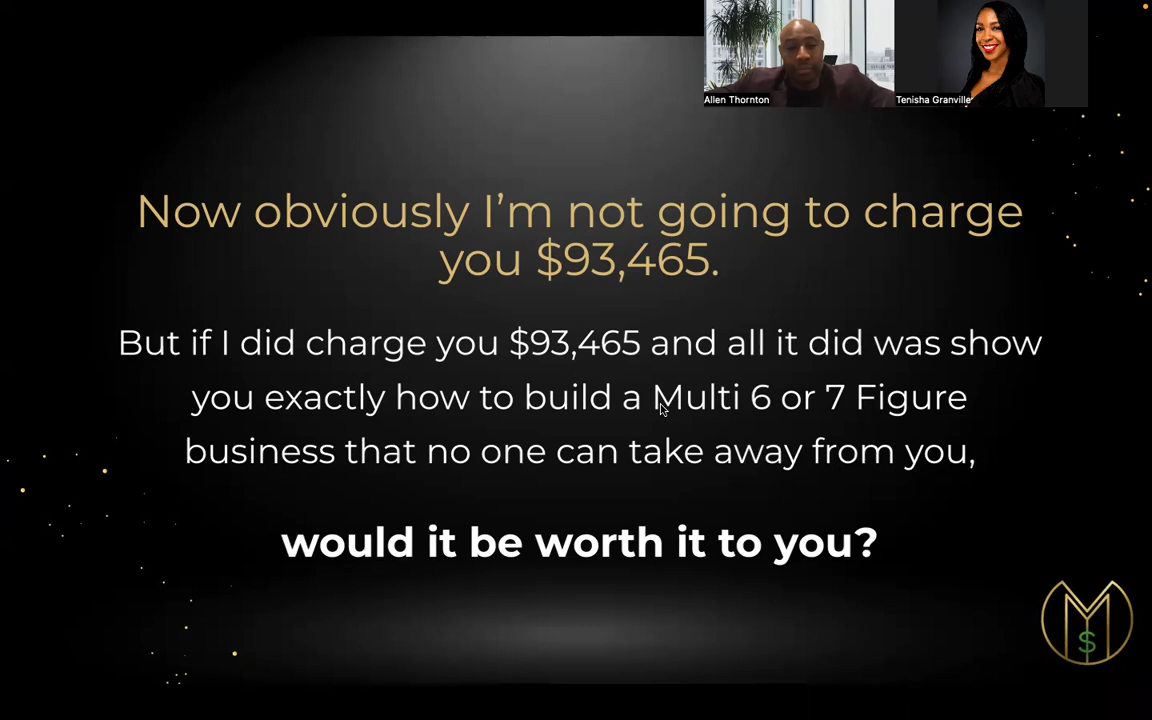 Allen Thornton
Tenisha Granville
Now obviously I'm not going to charge
you $93,465.
But if I did charge you $93,465 and all it did was show
you exactly how to build a Multi 6 or 7 Figure
business that no one can take away from you,
would it be worth it to you?
M
$